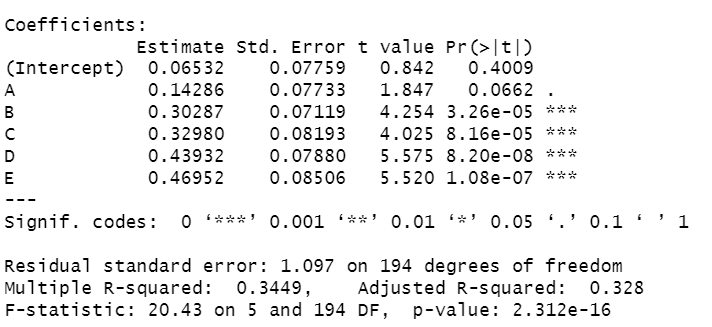 Coefficients:
            Estimate Std. Error t value Pr(>|t|)
(Intercept)  0.06532    0.07759   0.842   0.4009
A            0.14286    0.07733   1.847   0.0662 .
B            0.30287    0.07119   4.254 3.26e-05 ***
C            0.32980    0.08193   4.025 8.16e-05 ***
D            0.43932    0.07880   5.575 8.20e-08 ***
E            0.46952    0.08506   5.520 1.08e-07 ***
---
Signif. codes:  0 ‘***’ 0.001 ‘**’ 0.01 ‘*’ 0.05 ‘.’ 0.1 ‘ ’ 1
Residual standard error: 1.097 on 194 degrees of freedom
Multiple R-squared:  0.3449,    Adjusted R-squared:  0.328
F-statistic: 20.43 on 5 and 194 DF,  p-value: 2.312e-16